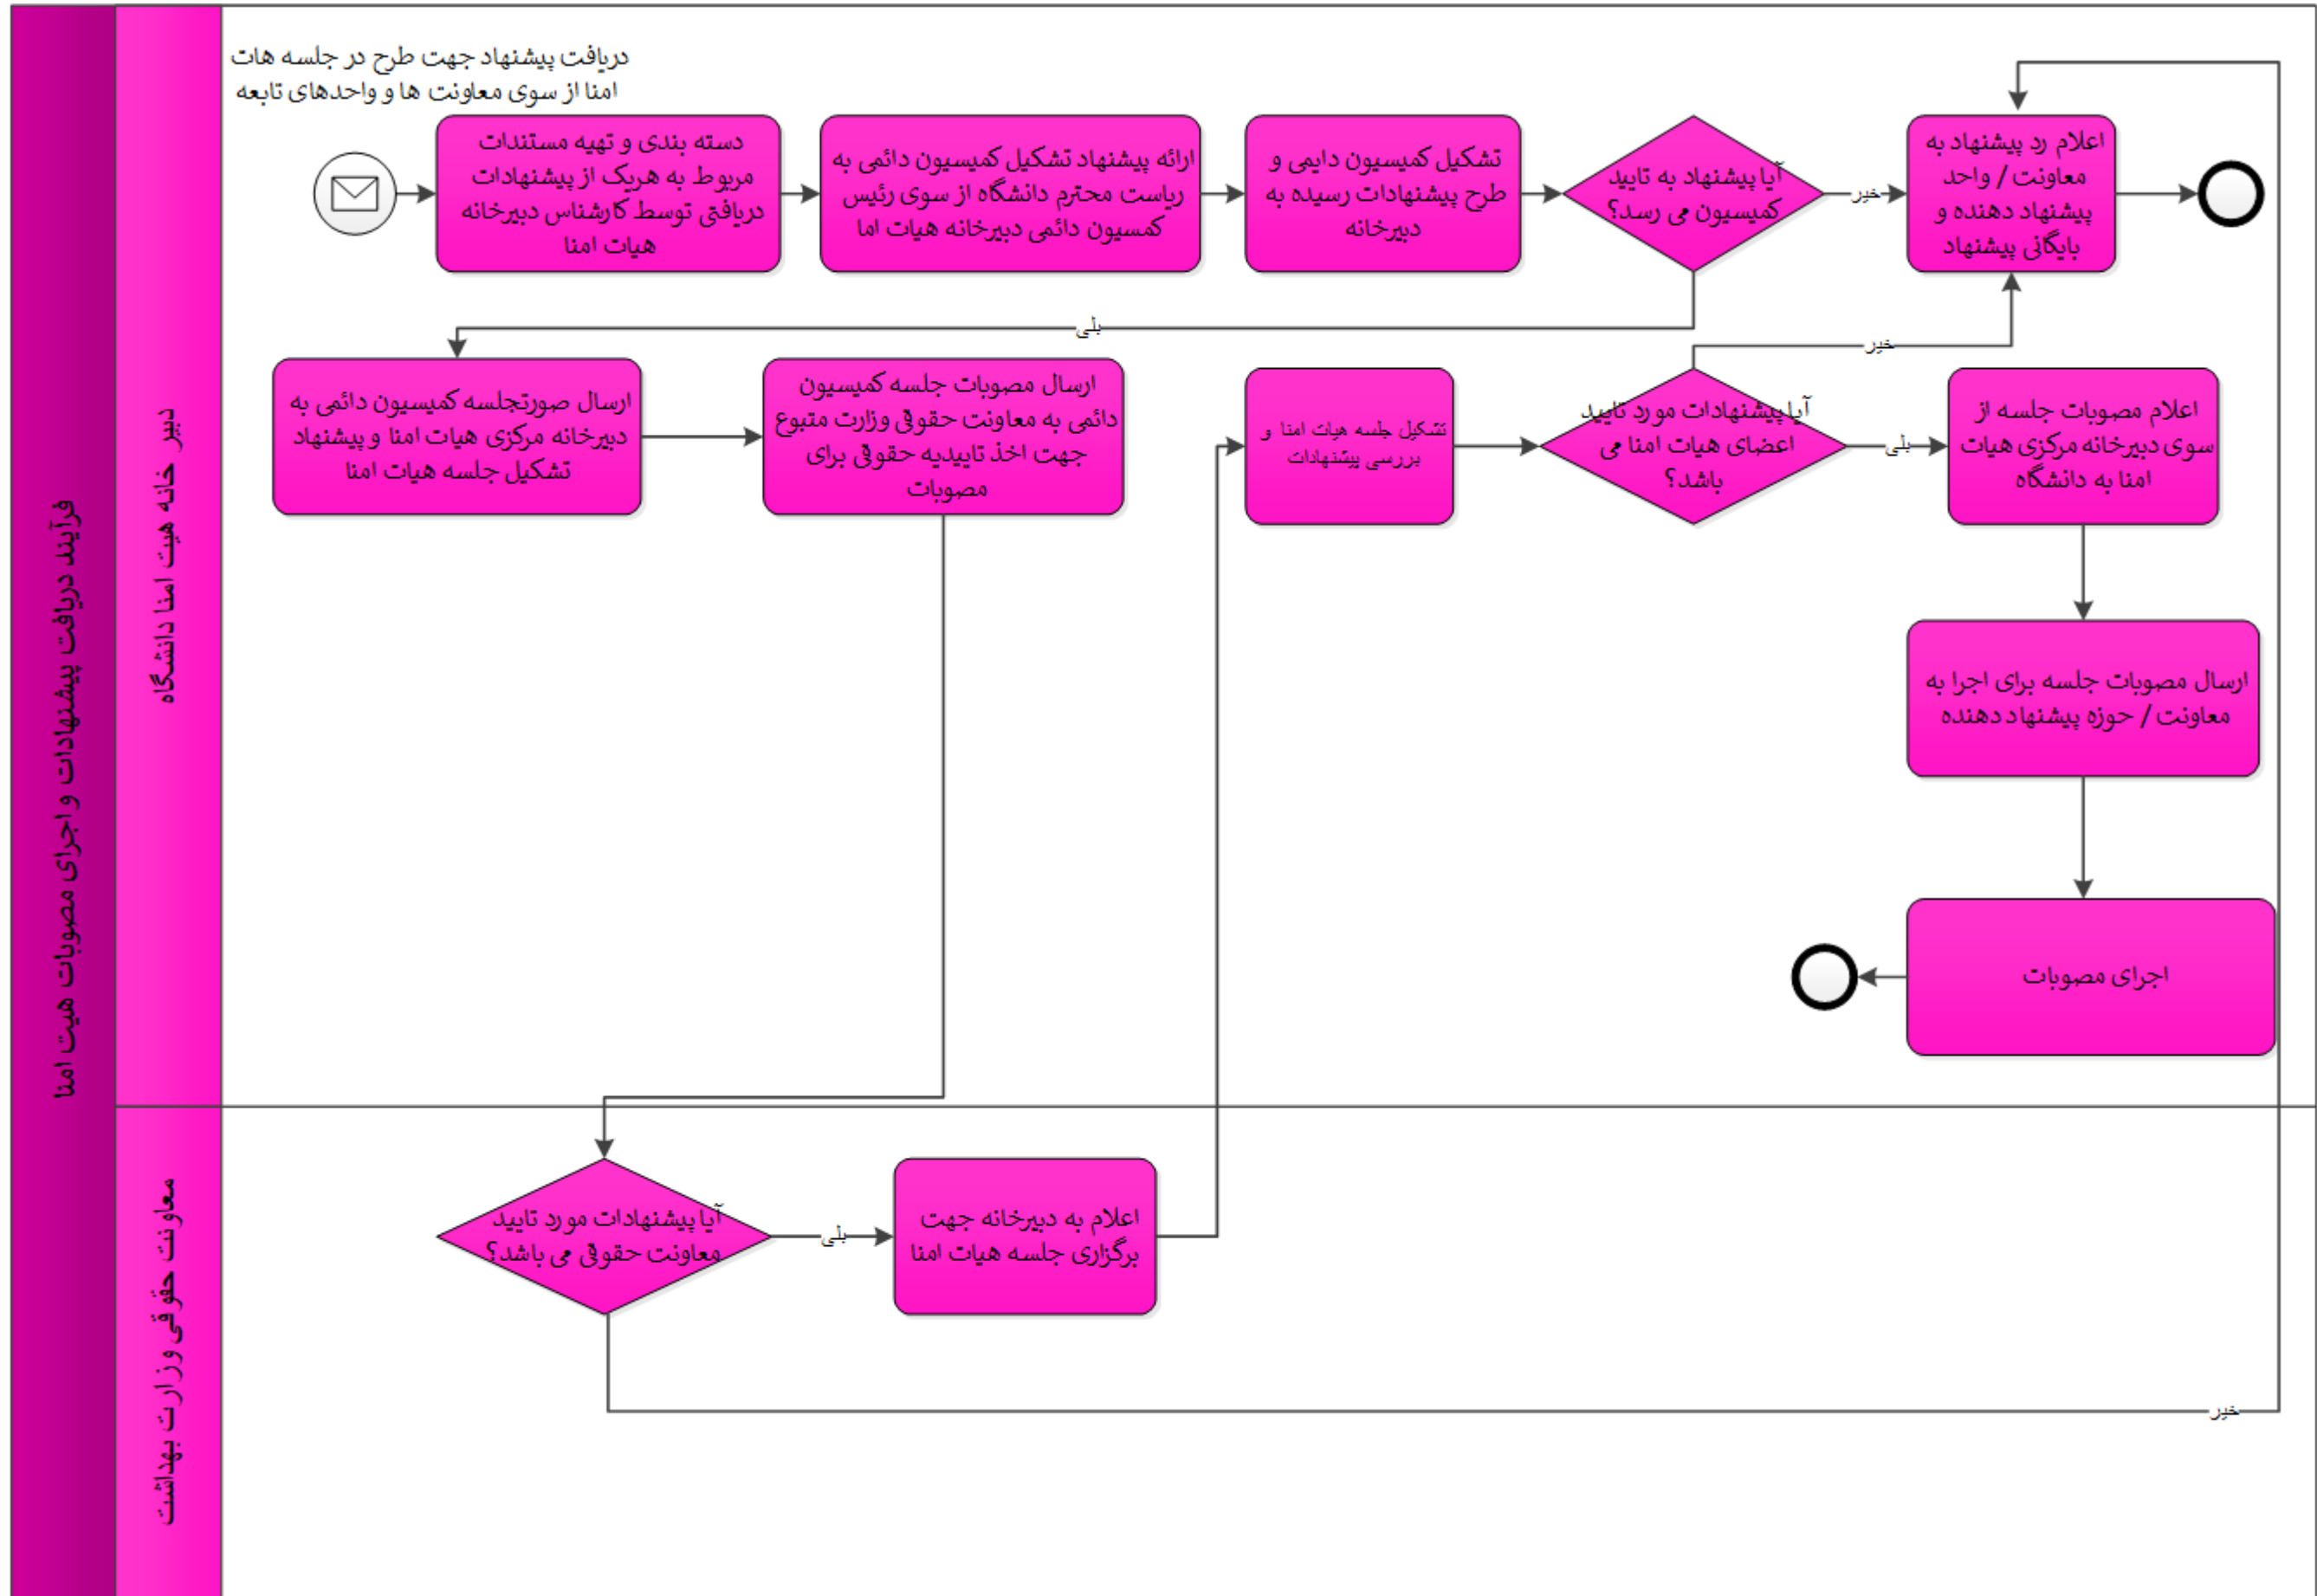 فرآیند دریافت پیشنهادات و اجرای مصوبات هیت امنا
دبیر خانه هیت امنا دانشگاه
دریافت پیشنهاد جهت طرح در جلسه هات
امنا از سوی معاونت ها و واحدهای تابعه
دسته بندی و تهیه مستندات
مربوط به هریک از پیشنهادات
دریافتی توسط کارشناس دبیرخانه
هیات امنا
ارائه پیشنهاد تشکیل کمیسیون دائمی به
ریاست محترم دانشگاه از سوی رئیس
کمسیون دائمی دبیرخانه هیات اما
تشکیل کمیسیون دایمی و
طرح پیشنهادات رسیده به
دبیرخانه
آیا پیشنهاد به تایید
کمیسیون می رسد؟
خیر
اعلام رد پیشنهاد به
معاونت / واحد
پیشنهاد دهنده و
بایگانی پیشنهاد
بلی
ارسال صورتجلسه کمیسیون دائمی به
دبیرخانه مرکزی هیات امنا و پیشنهاد
تشکیل جلسه هیات امنا
ارسال مصوبات جلسه کمیسیون
دائمی به معاونت حقوقی وزارت متبوع
جهت اخذ تاییدیه حقوقی برای
مصوبات
تشکیل جلسه هیات امنا و
بررسی پیشنهادات
آیا پیشنهادات مورد تایید
اعضای هیات امنا می
باشد؟
خیر
بلی
اعلام مصوبات جلسه از
سوی دبیرخانه مرکزی هیات
امنا به دانشگاه
ارسال مصوبات جلسه برای اجرا به
معاونت / حوزه پیشنهاد دهنده
اجرای مصوبات
معاونت حقوقی وزارت بهداشت
آیا پیشنهادات مورد تایید
معاونت حقوقی می باشد؟
بلی
اعلام به دبیرخانه جهت
برگزاری جلسه هیات امنا
خیر